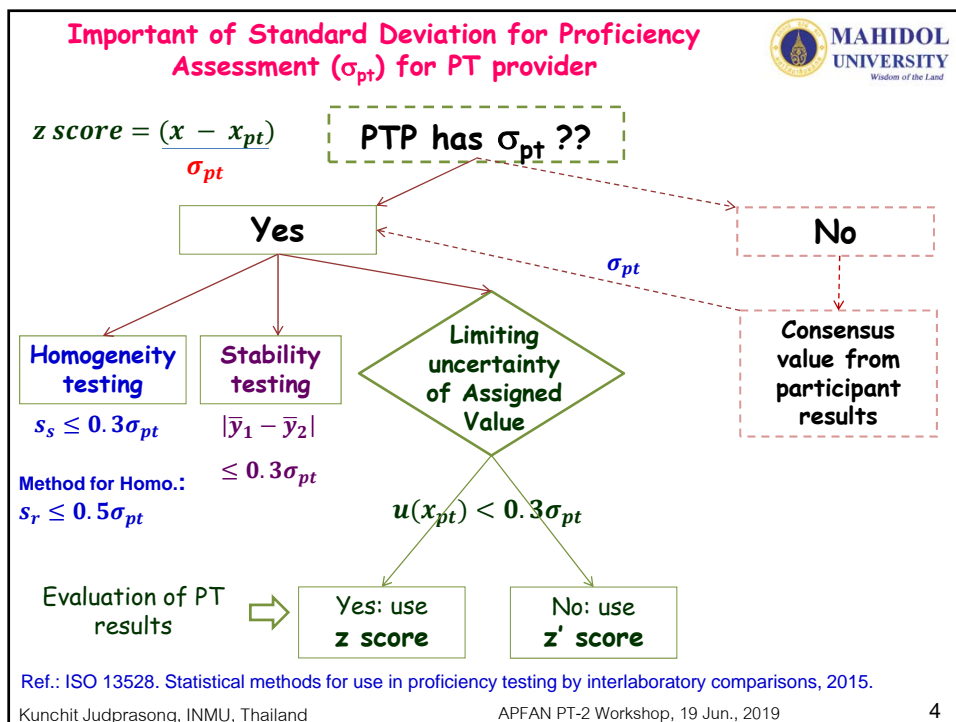 Important of Standard Deviation for Proficiency
Assessment (σpt) for PT provider
MAHIDOL
UNIVERSITY
Wisdom of the Land
z score = (x − xpt)
σpt
PTP has σpt ??
Yes
No
σpt
Homogeneity
testing
Stability
testing
Limiting
uncertainty
of Assigned
Value
Consensus
value from
participant
results
ss ≤ 0.3σpt
|y̅1 − y̅2|
≤ 0.3σpt
Method for Homo.:
sr ≤ 0.5σpt
u(xpt) < 0.3σpt
Evaluation of PT
results
Yes: use
z score
No: use
z’ score
Ref.: ISO 13528. Statistical methods for use in proficiency testing by interlaboratory comparisons, 2015.
Kunchit Judprasong, INMU, Thailand
APFAN PT-2 Workshop, 19 Jun., 2019
4